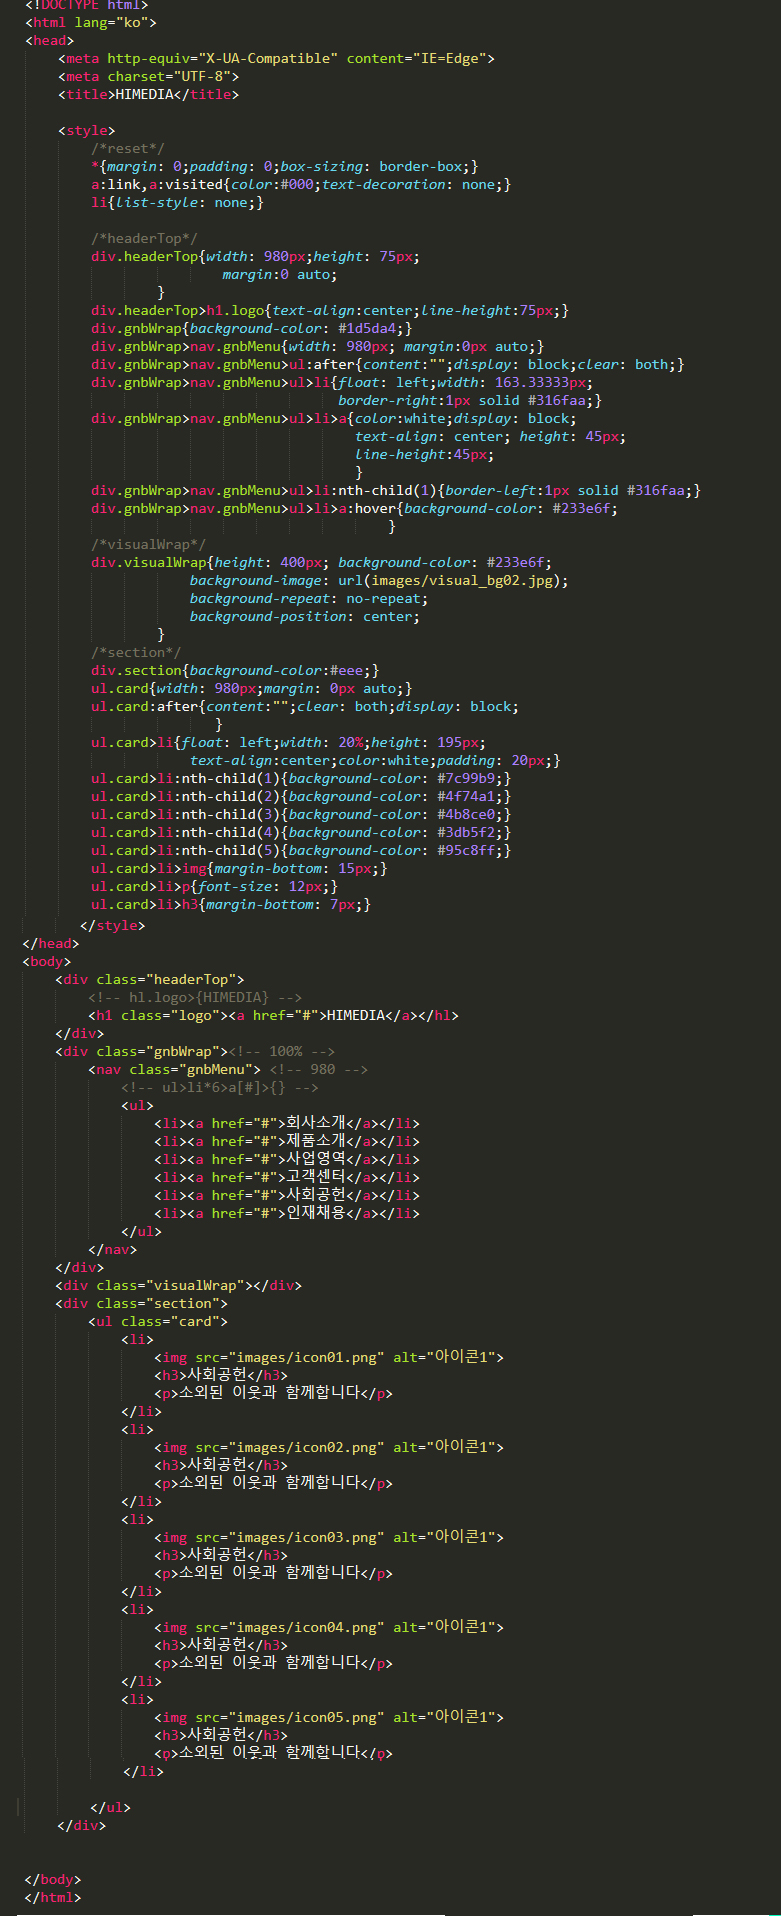 <!DOCTYPE html>
<html lang="ko">
<head>
<meta http-equiv="X-UA-Compatible" content="IE=Edge">
<meta charset="UTF-8">
<title>HIMEDIA</title>
<style>
/*reset*/
*{margin: 0;padding: 0;box-sizing: border-box;}
a:link,a:visited{color:#000;text-decoration: none;}
li{list-style: none;}
/*headerTop*/
div.headerTop{width: 980px;height: 75px;
margin:0 auto;
}
div.headerTop>h1.logo{text-align:center;line-height:75px;}
div.gnbWrap{background-color: #1d5da4;}
div.gnbWrap>nav.gnbMenu{width: 980px; margin:0px auto;}
div.gnbWrap>nav.gnbMenu>ul:after{content:"";display: block;clear: both;}
div.gnbWrap>nav.gnbMenu>ul>li{float: left;width: 163.33333px;
border-right:1px solid #316faa;}
div.gnbWrap>nav.gnbMenu>ul>li>a{color:white;display: block;
text-align: center; height: 45px;
line-height:45px;
}
div.gnbWrap>nav.gnbMenu>ul>li:nth-child(1){border-left:1px solid #316faa;}
div.gnbWrap>nav.gnbMenu>ul>li>a:hover{background-color: #233e6f;
}
/*visualWrap*/
div.visualWrap{height: 400px; background-color: #233e6f;
background-image: url(images/visual_bg02.jpg);
background-repeat: no-repeat;
background-position: center;
}
/*section*/
div.section{background-color:#eee;}
ul.card{width: 980px;margin: 0px auto;}
ul.card:after{content:"";clear: both;display: block;
}
ul.card>li{float: left;width: 20%;height: 195px;
text-align:center;color:white;padding: 20px;}
ul.card>li:nth-child(1){background-color: #7c99b9;}
ul.card>li:nth-child(2){background-color: #4f74a1;}
ul.card>li:nth-child(3){background-color: #4b8ce0;}
ul.card>li:nth-child(4){background-color: #3db5f2;}
ul.card>li:nth-child(5){background-color: #95c8ff;}
ul.card>li>img{margin-bottom: 15px;}
ul.card>li>p{font-size: 12px;}
ul.card>li>h3{margin-bottom: 7px;}
</style>
</head>
<body>
<div class="headerTop">
<!-- hl.logo>{HIMEDIA} -->
<h1 class="logo"><a href="#">HIMEDIA</a></hl>
</div>
<div class="gnbWrap"><!-- 100% -->
<nav class="gnbMenu"> <!-- 980 -->
<!-- ul>li*6>a[#]>{} -->
<ul>
<li><a href="#">회사소개</a></li>
<li><a href="#">제품소개</a></li>
<li><a href="#">사업영역</a></li>
<li><a href="#">고객센터</a></li>
<li><a href="#">사회공헌</a></li>
<li><a href="#">인재채용</a></li>
</ul>
</nav>
</div>
<div class="visualWrap"></div>
<div class="section">
<ul class="card">
<li>
<img src="images/icon01.png" alt="아이콘1">
<h3>사회공헌</h3>
<p>소외된 이웃과 함께합니다</p>
</li>
<li>
<img src="images/icon02.png" alt="아이콘1">
<h3>사회공헌</h3>
<p>소외된 이웃과 함께합니다</p>
</li>
<li>
<img src="images/icon03.png" alt="아이콘1">
<h3>사회공헌</h3>
<p>소외된 이웃과 함께합니다</p>
</li>
<li>
<img src="images/icon04.png" alt="아이콘1">
<h3>사회공헌</h3>
<p>소외된 이웃과 함께합니다</p>
</li>
<li>
<img src="images/icon05.png" alt="아이콘1">
<h3>사회공헌</h3>
<p>소외된 이웃과 함께합니다</p>
</li>
</ul>
</div>
</body>
</html>